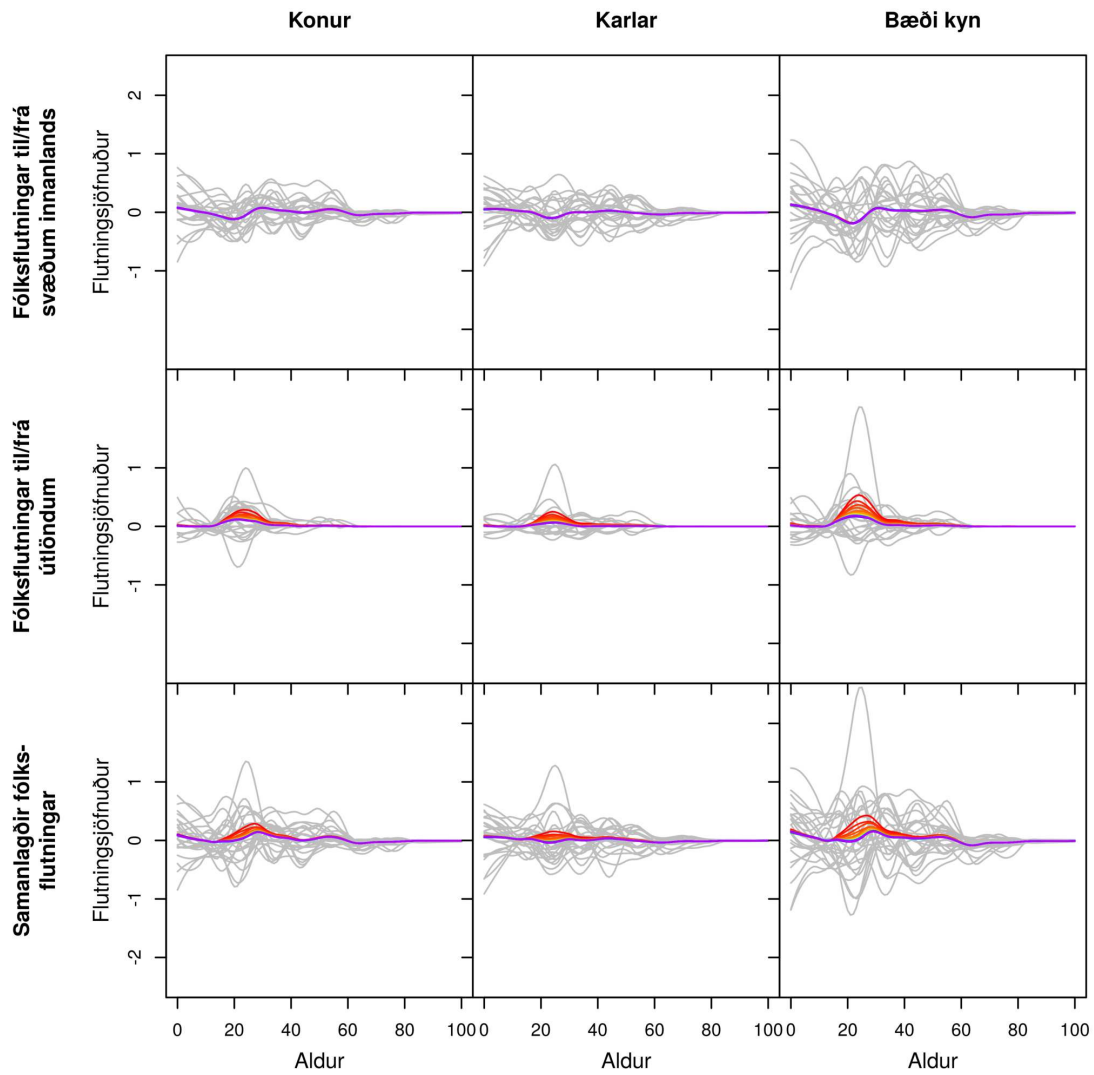 Konur
Karlar
Bæði kyn
Fólksflutningar til/frá
svæðum innanlands
Flutningsjöfnuður
2
1
0
-1
Fólksflutningar til/frá
útlöndum
Flutningsjöfnuður
1
0
-1
Samanlagðir fólks-
flutningar
Flutningsjöfnuður
1
0
-1
-2
0 20 40 60 80 100
0 20 40 60 80 100
0 20 40 60 80 100
Aldur
Aldur
Aldur